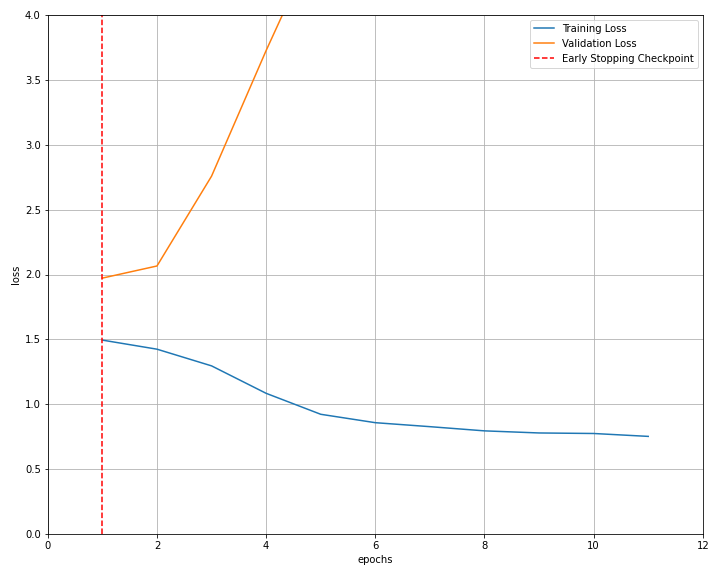 4.0
3.5
3.0
2.5
2.0
1.5
1.0
0.5
0.0
loss
Training Loss
Validation Loss
Early Stopping Checkpoint
0 2 4 6 8 10 12
epochs